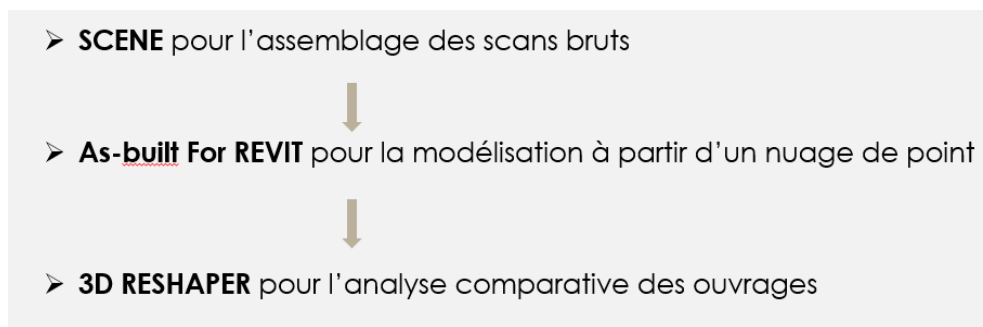 ➢ SCENE pour l’assemblage des scans bruts
➢ As-built For REVIT pour la modélisation à partir d’un nuage de point
➢ 3D RESHAPER pour l’analyse comparative des ouvrages